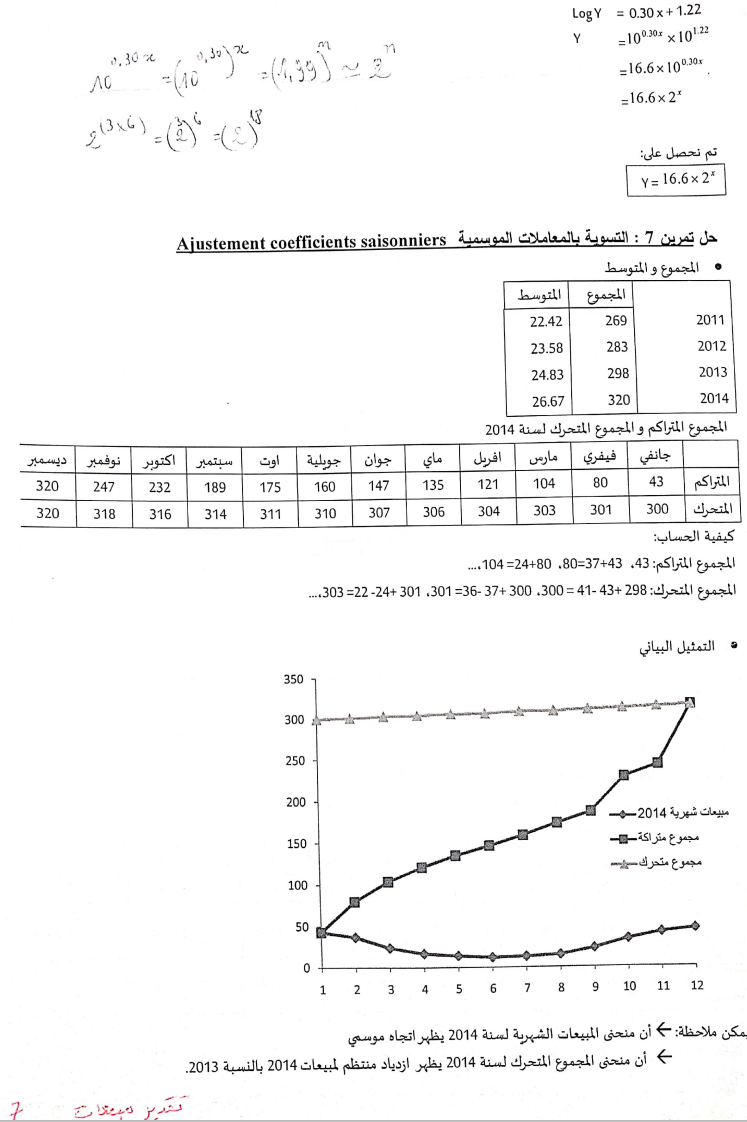 Log Y = 0.30 x + 1.22
Y =10^0.30x ×10^1.22
=16.6×10^0.30x .
=16.6×2^x
10^0,30 x =(10^0,30)^x =(1,99)^n ≃ 2^n
2^(3×6) =(2^3)^6 =(2)^18
تم نحصل على:
Y = 16.6×2^x
حل تمرين 7 : التسوية بالمعاملات الموسمية Ajustement coefficients saisonniers
• المجموع و المتوسط
المجموع المتوسط
2011 269 22.42
2012 283 23.58
2013 298 24.83
2014 320 26.67
المجموع المتراكم و المجموع المتحرك لسنة 2014
جانفي فيفري مارس افريل ماي جوان جويلية اوت سبتمبر اكتوبر نوفمبر ديسمبر
المتراكم 43 80 104 121 135 147 160 175 189 232 247 320
المتحرك 300 301 303 304 306 307 310 311 314 316 318 320
كيفية الحساب:
المجموع المتراكم: 43، 43+37=80، 80+24= 104،...
المجموع المتحرك: 298 +43 -41 = 300، 300 +37 -36= 301، 301 +24- 22= 303،...
• التمثيل البياني
350
300
250
200
150
100
50
0
1 2 3 4 5 6 7 8 9 10 11 12
مبيعات شهرية 2014
مجموع متراكة
مجموع متحرك
يمكن ملاحظة: ← أن منحنى المبيعات الشهرية لسنة 2014 يظهر اتجاه موسمي
← أن منحنى المجموع المتحرك لسنة 2014 يظهر ازدياد منتظم لمبيعات 2014 بالنسبة 2013.
7